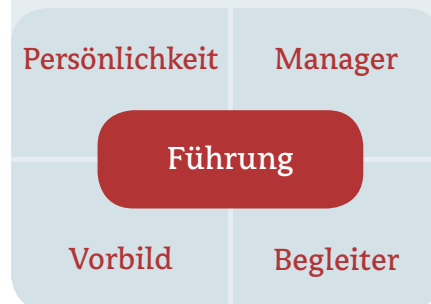 Persönlichkeit
Manager
Führung
Vorbild
Begleiter